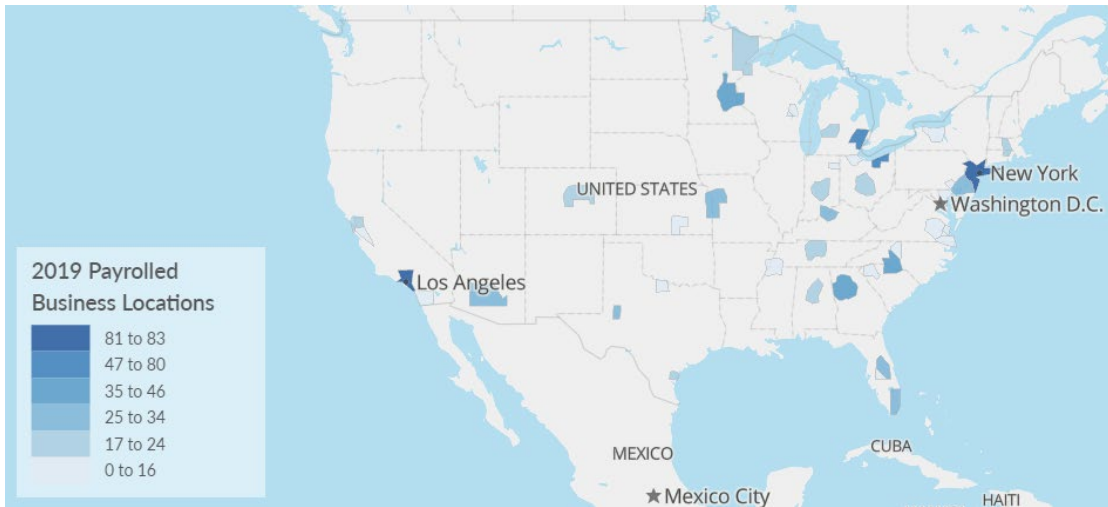 UNITED STATES
New York
Washington D.C.
Los Angeles
2019 Payrolled
Business Locations
81 to 83
47 to 80
35 to 46
25 to 34
17 to 24
0 to 16
MEXICO
CUBA
Mexico City
HAITI